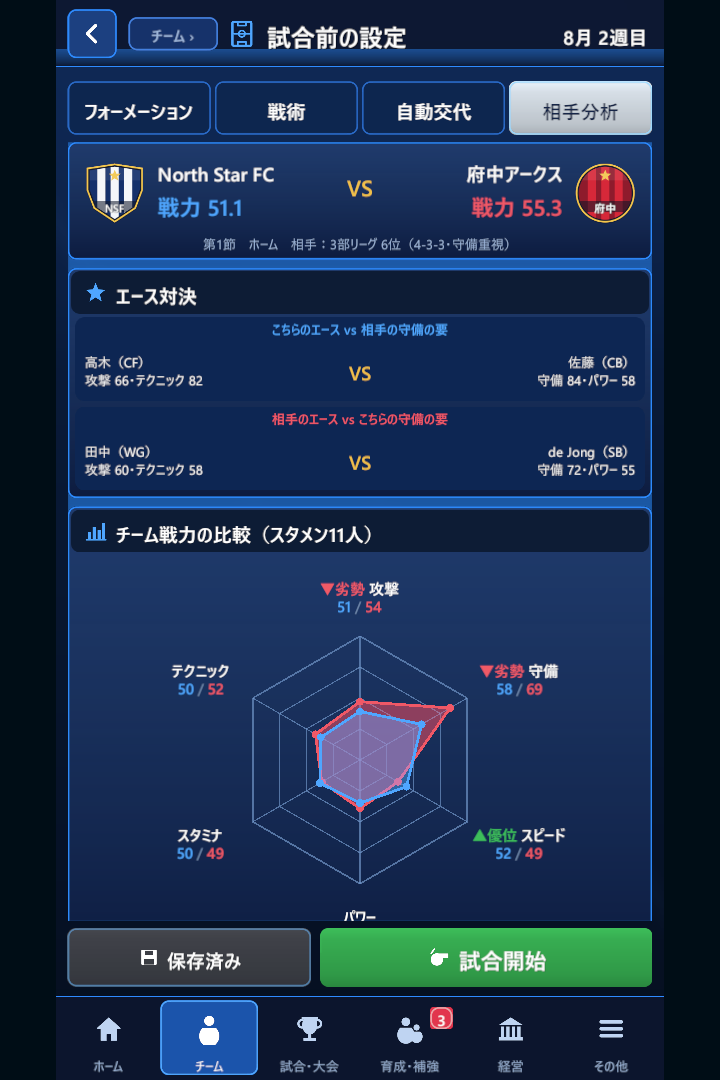 チーム ›
試合前の設定
8月 2週目
フォーメーション
戦術
自動交代
相手分析
North Star FC
VS
府中アークス
戦力 51.1
戦力 55.3
NSF
府中
第1節 ホーム 相手：3部リーグ 6位（4-3-3・守備重視）
エース対決
こちらのエース vs 相手の守備の要
高木（CF）
攻撃 66・テクニック 82
VS
佐藤（CB）
守備 84・パワー 58
相手のエース vs こちらの守備の要
田中（WG）
攻撃 60・テクニック 58
VS
de Jong（SB）
守備 72・パワー 55
チーム戦力の比較（スタメン11人）
▼劣勢 攻撃
51 / 54
テクニック
50 / 52
▼劣勢 守備
58 / 69
スタミナ
50 / 49
▲優位 スピード
52 / 49
パワー
保存済み
試合開始
3
ホーム
チーム
試合・大会
育成・補強
経営
その他